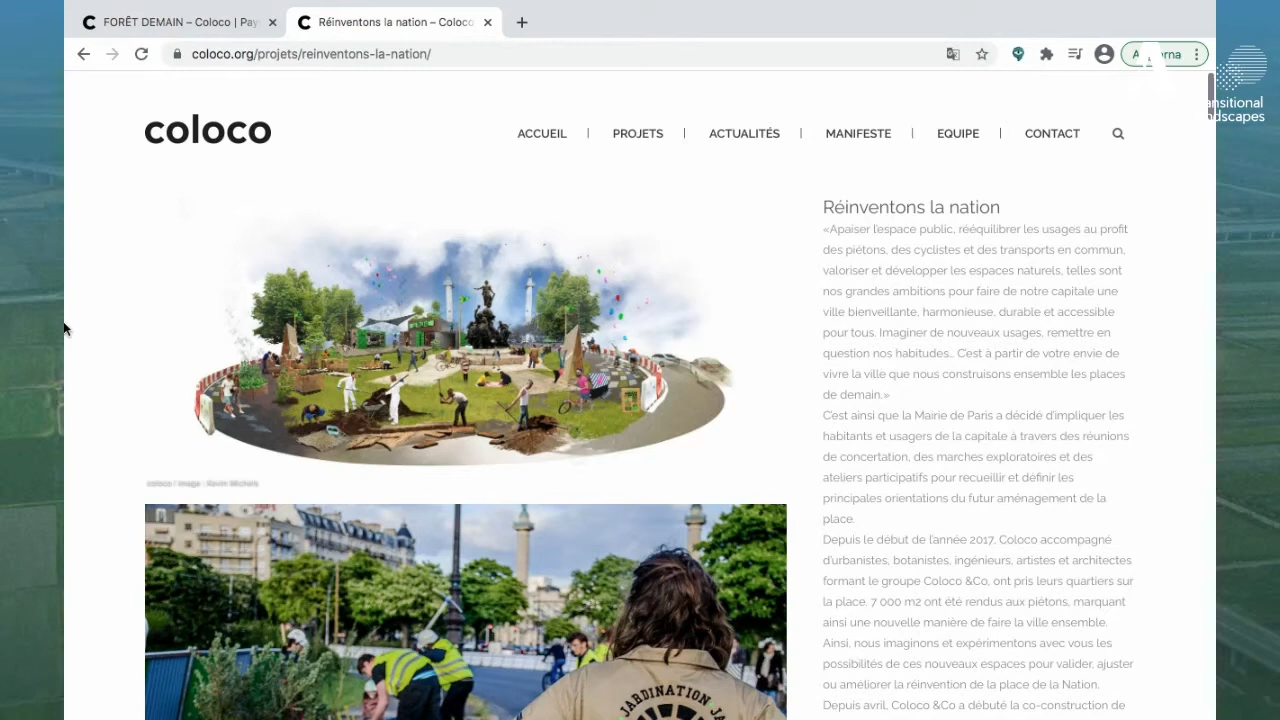 FORÊT DEMAIN – Coloco | Pay
Réinventons la nation – Coloco
coloco.org/projets/reinventons-la-nation/
coloco
ACCUEIL | PROJETS | ACTUALITÉS | MANIFESTE | EQUIPE | CONTACT
ansitional
ndscapes
coloco | image : Kevin Michels
JARDINATION JA
Réinventons la nation
«Apaiser l'espace public, rééquilibrer les usages au profit
des piétons, des cyclistes et des transports en commun,
valoriser et développer les espaces naturels, telles sont
nos grandes ambitions pour faire de notre capitale une
ville bienveillante, harmonieuse, durable et accessible
pour tous. Imaginer de nouveaux usages, remettre en
question nos habitudes… C'est à partir de votre envie de
vivre la ville que nous construisons ensemble les places
de demain.»
C'est ainsi que la Mairie de Paris a décidé d'impliquer les
habitants et usagers de la capitale à travers des réunions
de concertation, des marches exploratoires et des
ateliers participatifs pour recueillir et définir les
principales orientations du futur aménagement de la
place.
Depuis le début de l'année 2017, Coloco accompagné
d'urbanistes, botanistes, ingénieurs, artistes et architectes
formant le groupe Coloco &Co, ont pris leurs quartiers sur
la place. 7 000 m2 ont été rendus aux piétons, marquant
ainsi une nouvelle manière de faire la ville ensemble.
Ainsi, nous imaginons et expérimentons avec vous les
possibilités de ces nouveaux espaces pour valider, ajuster
ou améliorer la réinvention de la place de la Nation.
Depuis avril, Coloco &Co a débuté la co-construction de